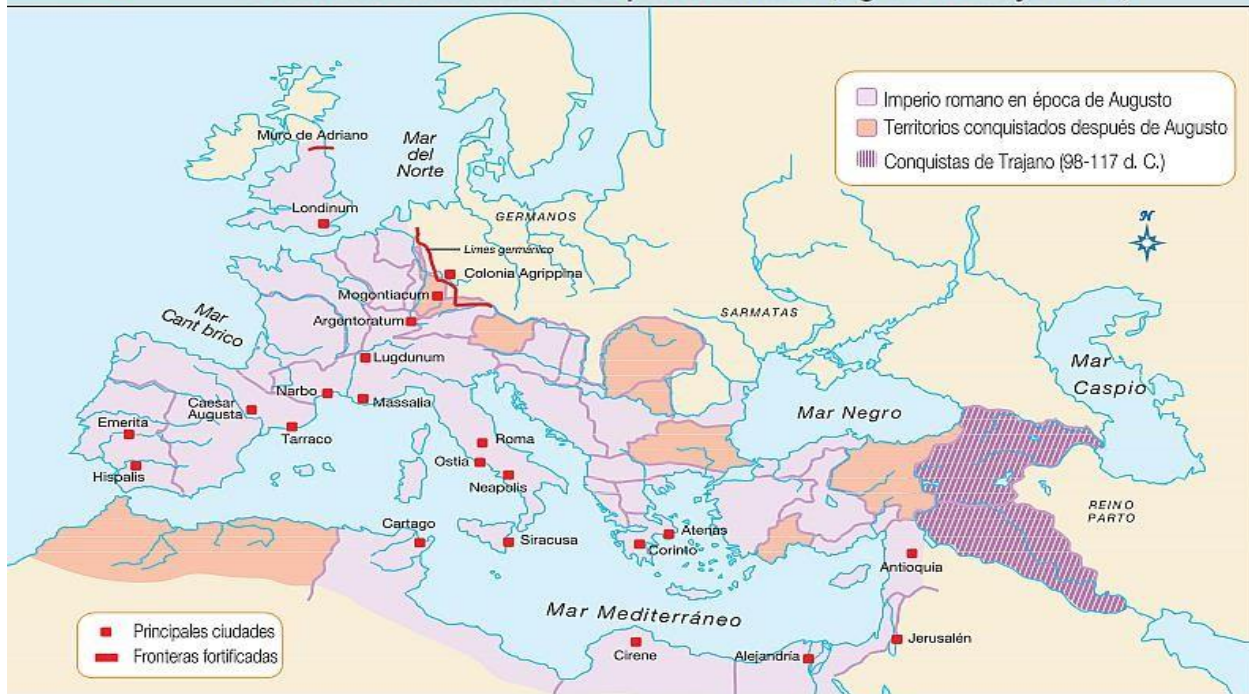 Imperio romano en época de Augusto
Territorios conquistados después de Augusto
Conquistas de Trajano (98-117 d. C.)
N
Muro de Adriano
Mar
del
Norte
Londinum
GERMANOS
Limes germánico
Colonia Agrippina
Mogontiacum
Argentoratum
SARMATAS
Mar
Cant brico
Lugdunum
Mar
Caspio
Narbo
Massalia
Mar Negro
Caesar
Augusta
Emerita
Tarraco
Roma
Hispalis
Ostia
Neapolis
REINO
PARTO
Cartago
Siracusa
Atenas
Corinto
Antioquia
Mar Mediterráneo
Jerusalén
Cirene
Alejandría
Principales ciudades
Fronteras fortificadas